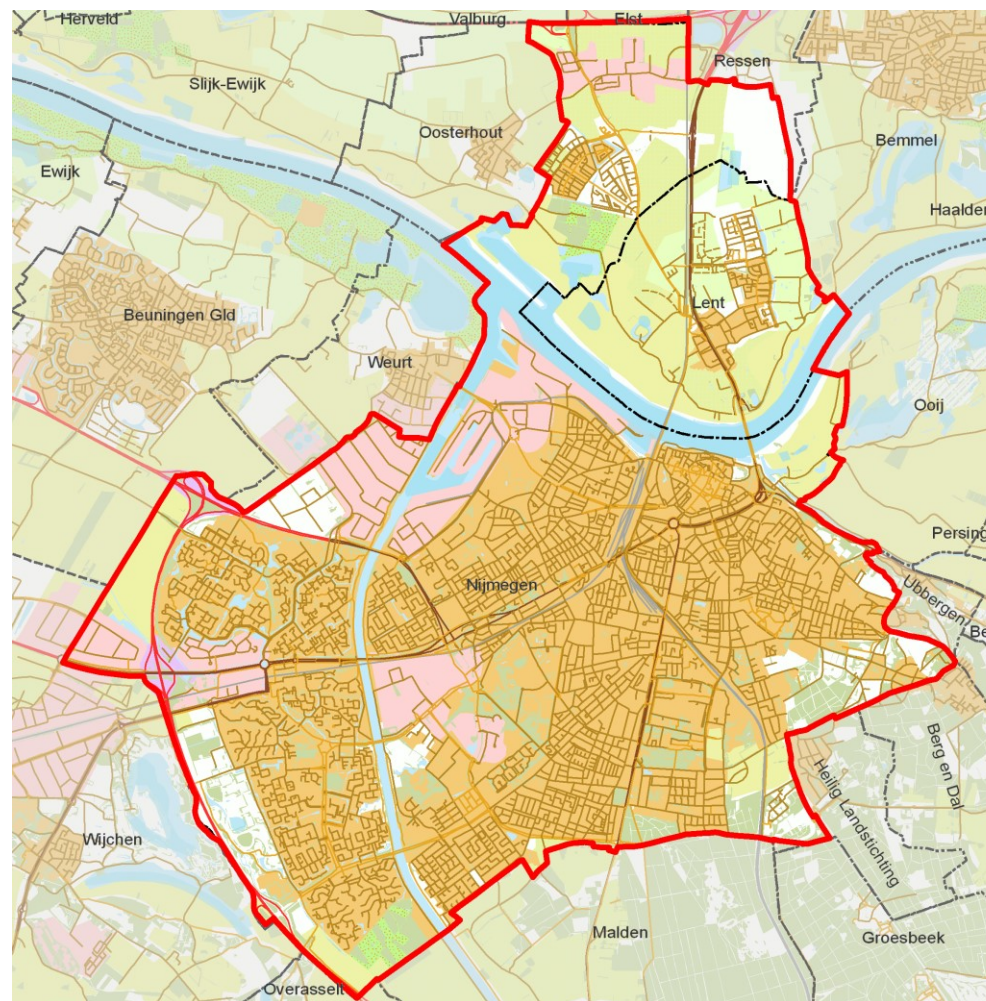 Herveld
Valburg
Elst
Ressen
Slijk-Ewijk
Oosterhout
Bemmel
Ewijk
Haalder
Beuningen Gld
Lent
Weurt
Ooij
Persing
Nijmegen
Ubbergen
Be
Berg en Dal
Heilig Landstichting
Wijchen
Malden
Groesbeek
Overasselt